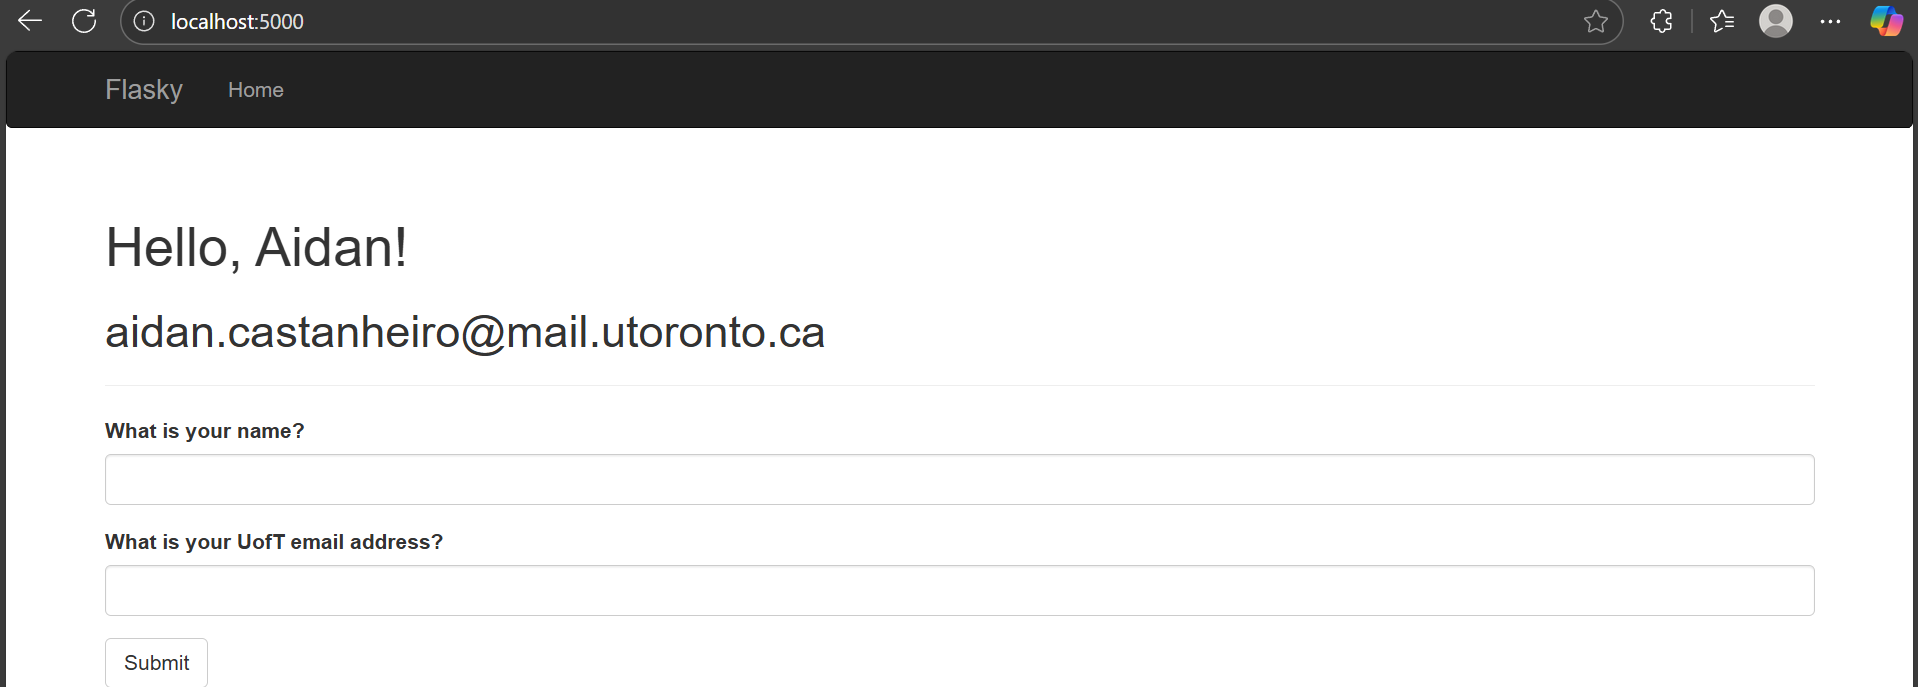 localhost:5000
Flasky Home
Hello, Aidan!
aidan.castanheiro@mail.utoronto.ca
What is your name?
What is your UofT email address?
Submit